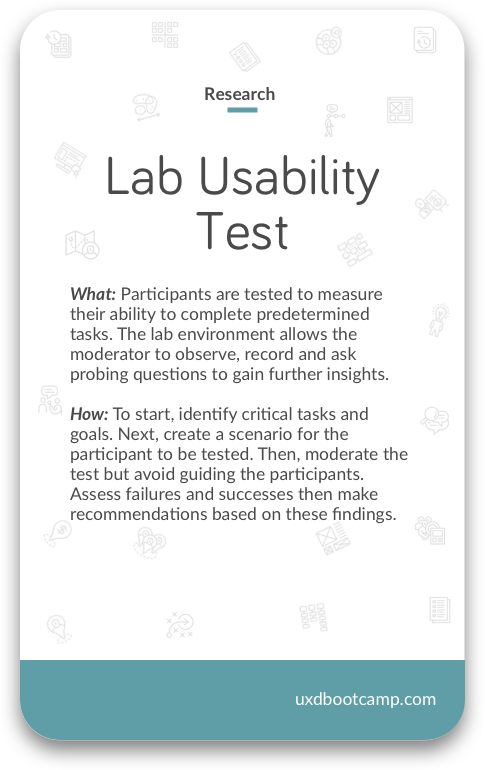 Research
Lab Usability
Test
What: Participants are tested to measure
their ability to complete predetermined
tasks. The lab environment allows the
moderator to observe, record and ask
probing questions to gain further insights.
How: To start, identify critical tasks and
goals. Next, create a scenario for the
participant to be tested. Then, moderate the
test but avoid guiding the participants.
Assess failures and successes then make
recommendations based on these findings.
uxdbootcamp.com